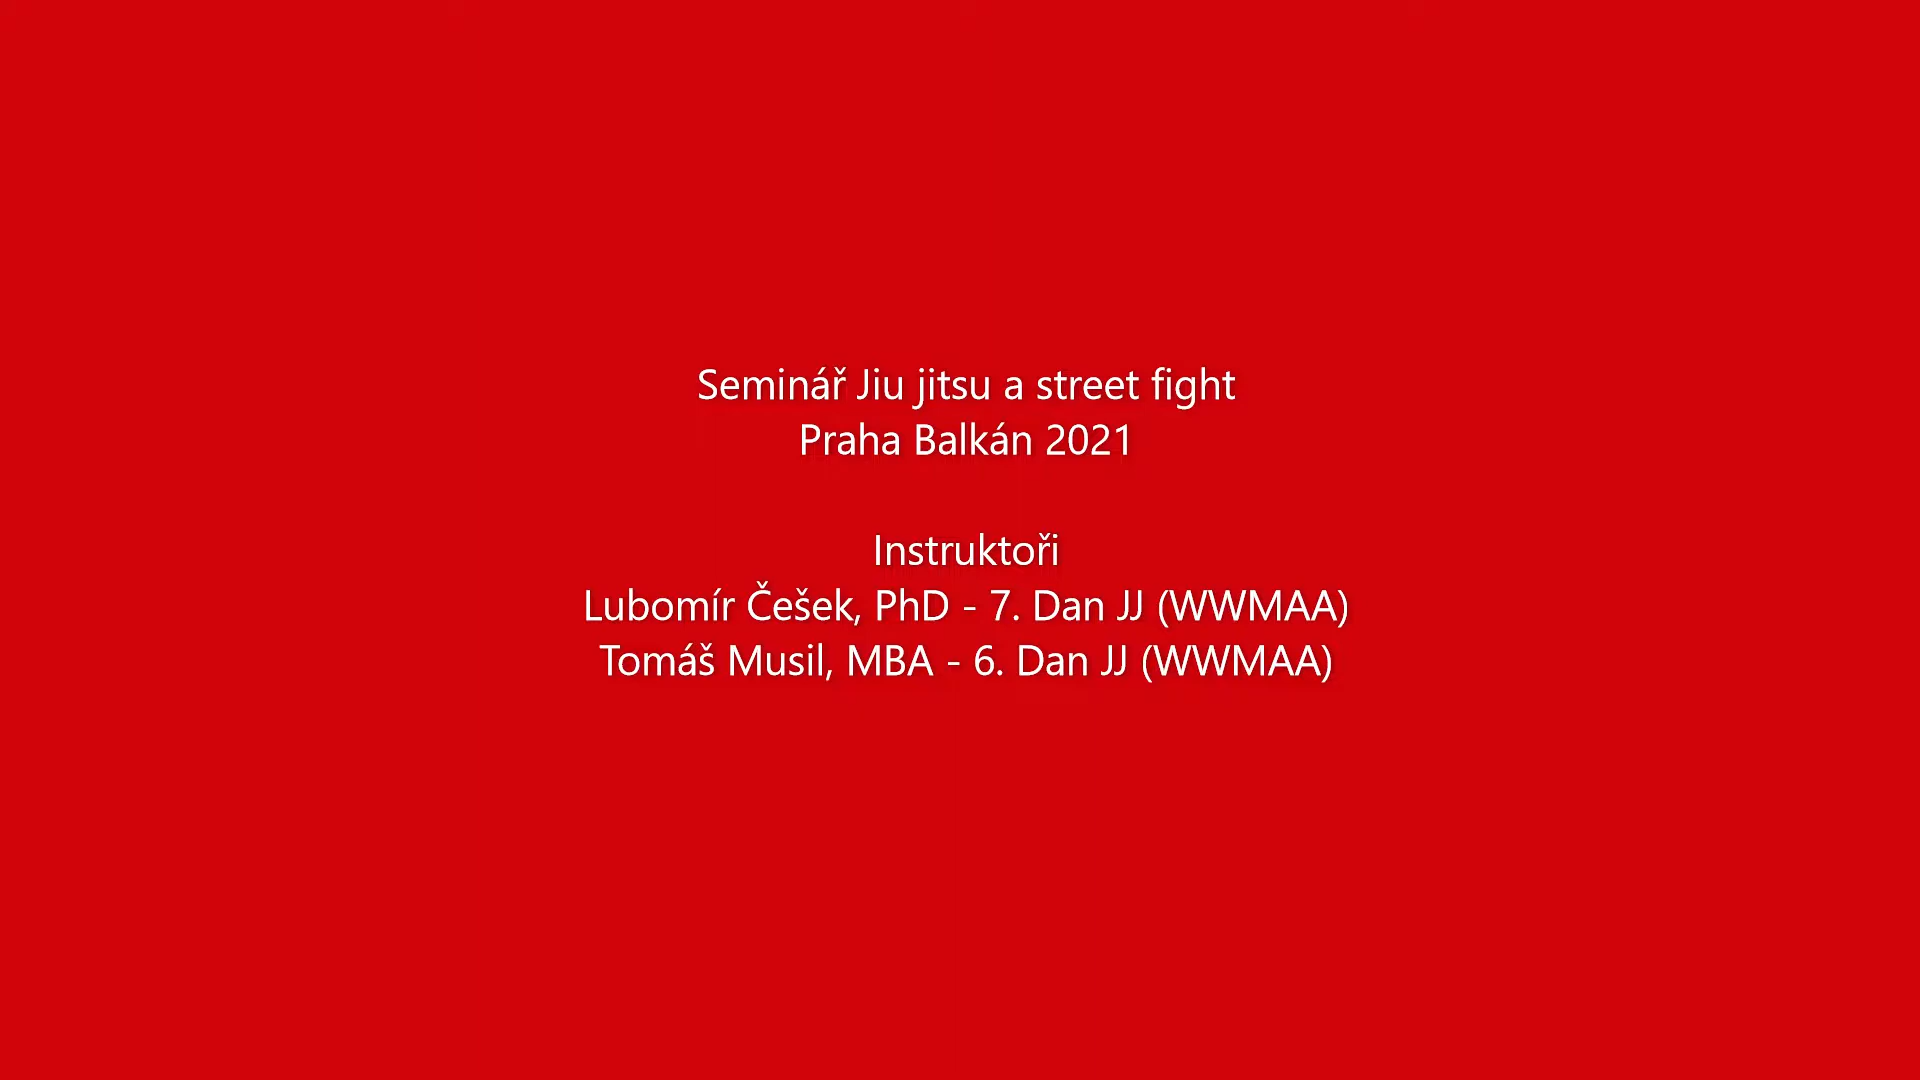 Seminář Jiu jitsu a street fight
Praha Balkán 2021
Instruktoři
Lubomír Češek, PhD - 7. Dan JJ (WWMAA)
Tomáš Musil, MBA - 6. Dan JJ (WWMAA)